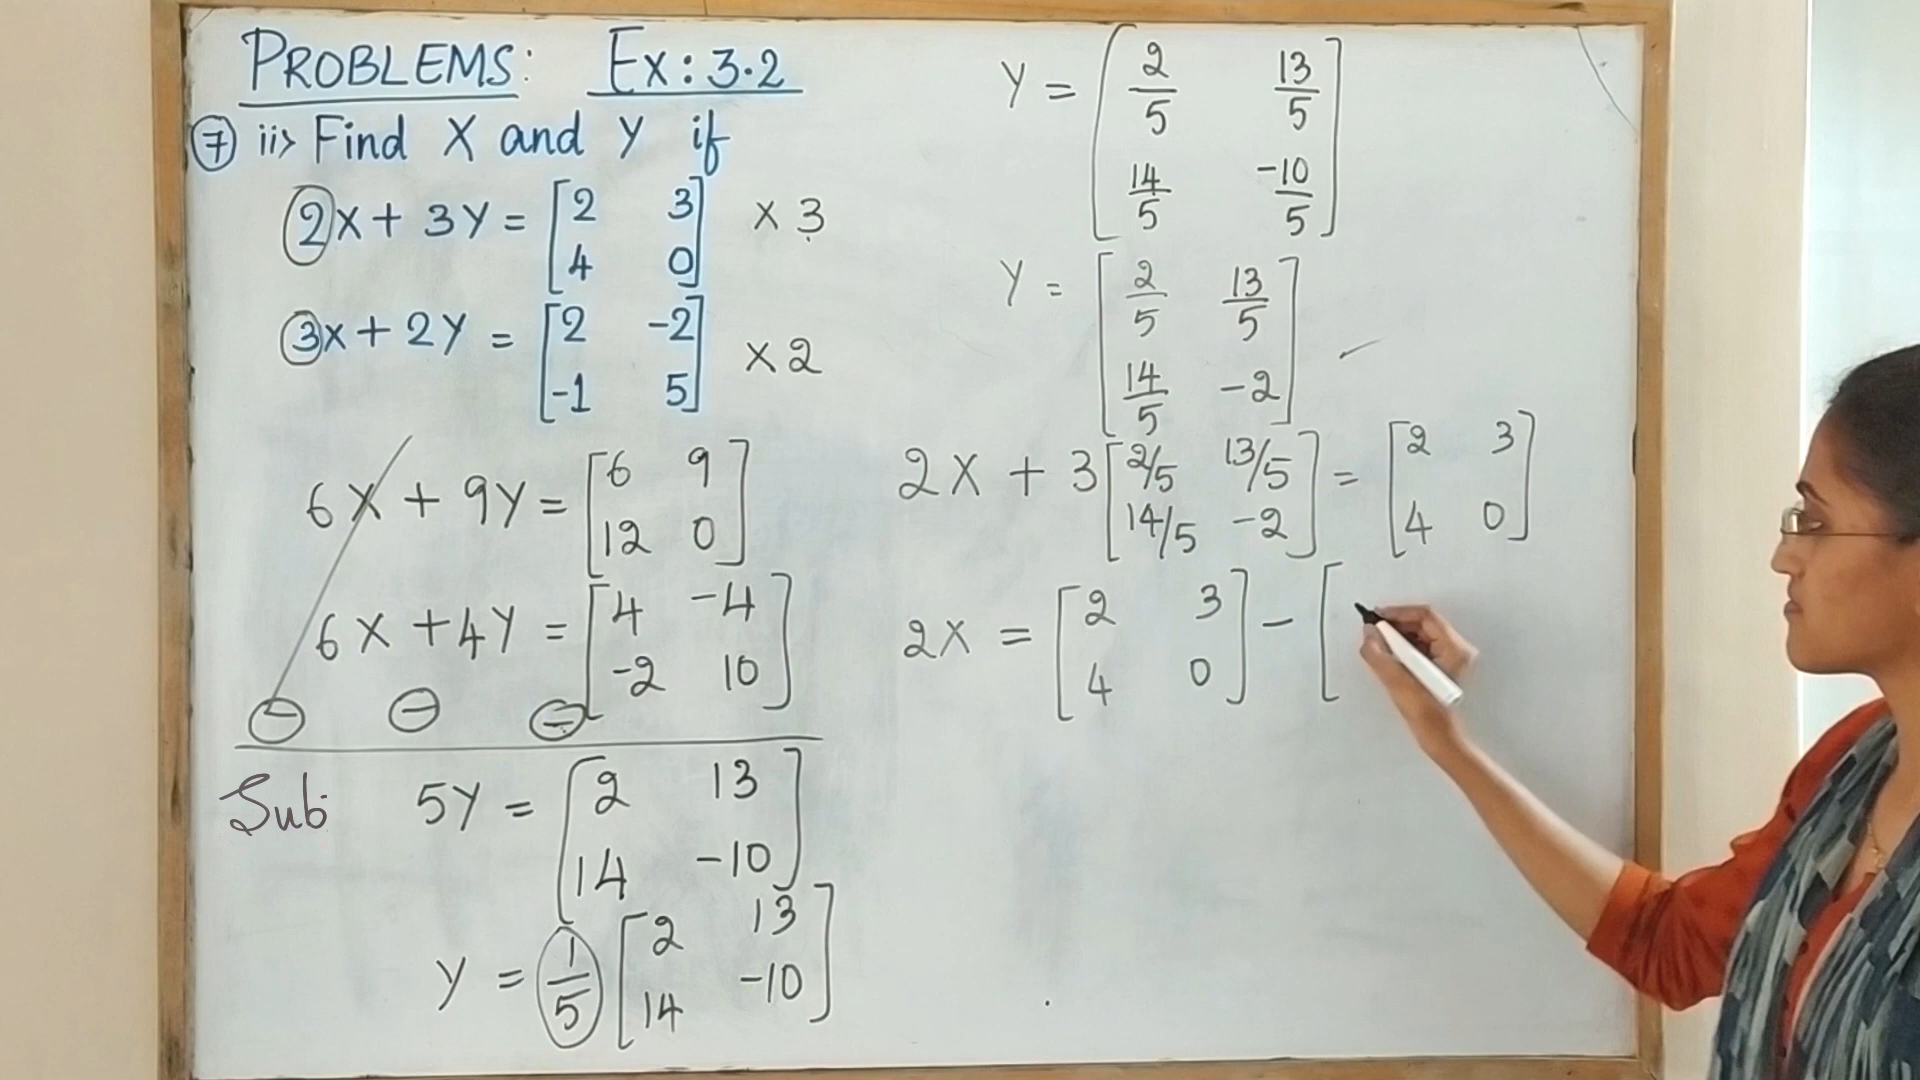 PROBLEMS: Ex: 3.2
7 ii> Find X and Y if
2X + 3Y = [2 3
4 0] × 3
3X + 2Y = [2 -2
-1 5] × 2
6X + 9Y = [6 9
12 0]
6X + 4Y = [4 -4
-2 10]
⊖ ⊖ ⊖
Sub 5Y = [2 13
14 -10]
Y = 1/5 [2 13
14 -10]
Y = [2/5 13/5
14/5 -10/5]
Y = [2/5 13/5
14/5 -2]
2X + 3 [2/5 13/5
14/5 -2] = [2 3
4 0]
2X = [2 3
4 0] - [